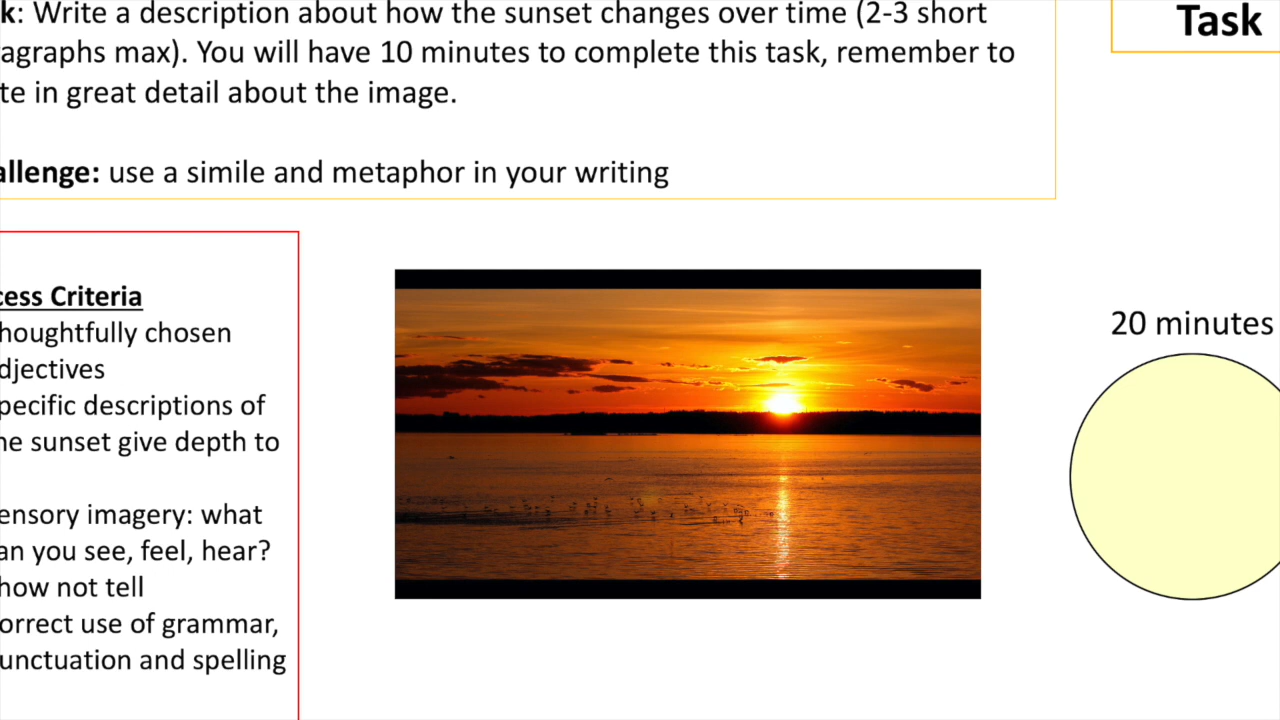 k: Write a description about how the sunset changes over time (2-3 short
agraphs max). You will have 10 minutes to complete this task, remember to
te in great detail about the image.
allenge: use a simile and metaphor in your writing
Task
cess Criteria
houghtfully chosen
djectives
pecific descriptions of
he sunset give depth to
ensory imagery: what
an you see, feel, hear?
how not tell
orrect use of grammar,
unctuation and spelling
20 minutes